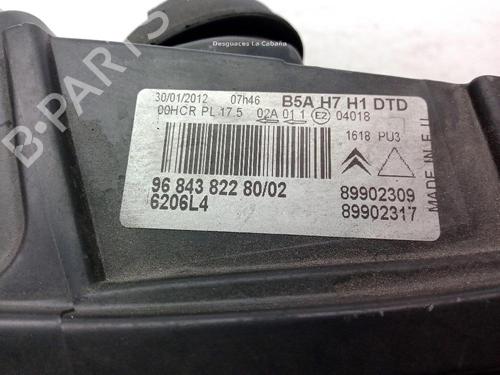 Desguaces La Cabaña
30/01/2012 07h46 B5A H7 H1 DTD
00HCR PL 17.5 02A 01 1 E2 04018
1618 PU3
96 843 822 80/02
6206L4
89902309
89902317
MADE IN E.U.
B-PARTS